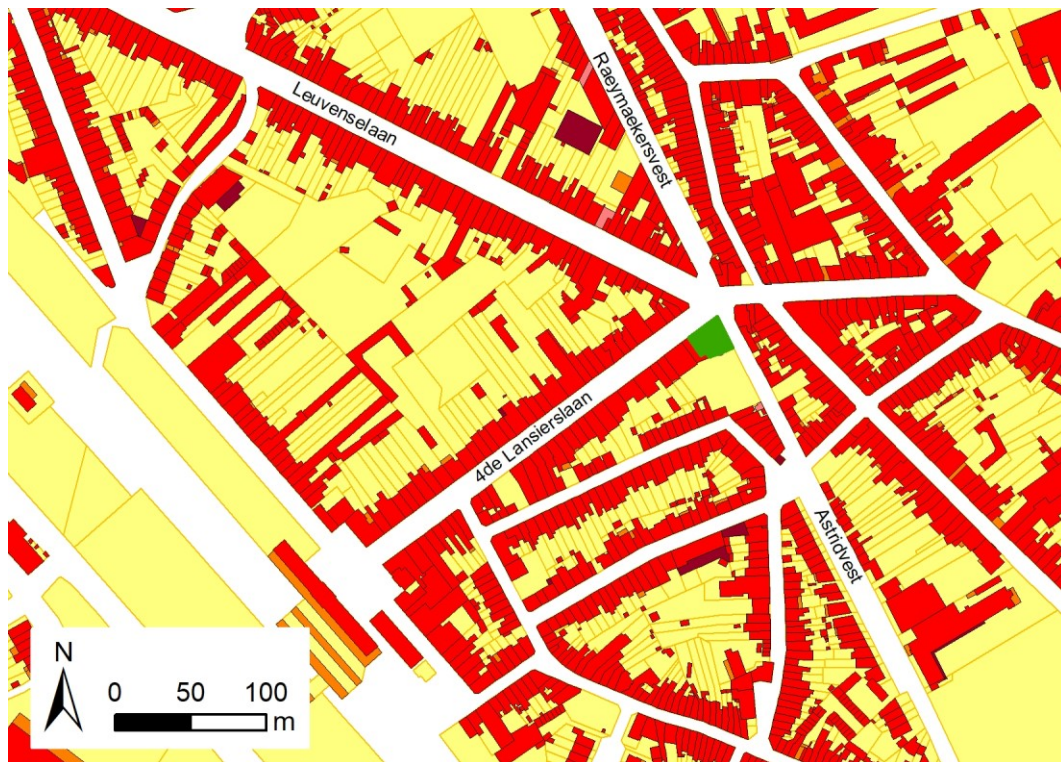 Leuvenselaan
Raeymaekersvest
4de Lansierslaan
Astridvest
N
0 50 100
m